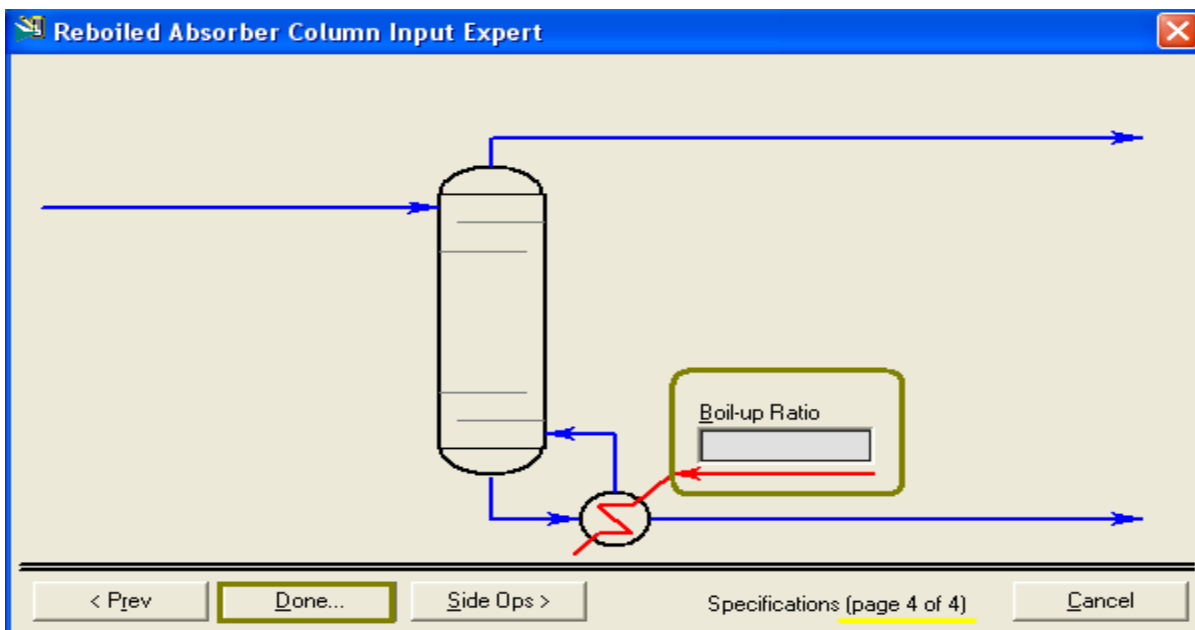 Reboiled Absorber Column Input Expert
Boil-up Ratio
< Prev
Done...
Side Ops >
Specifications (page 4 of 4)
Cancel